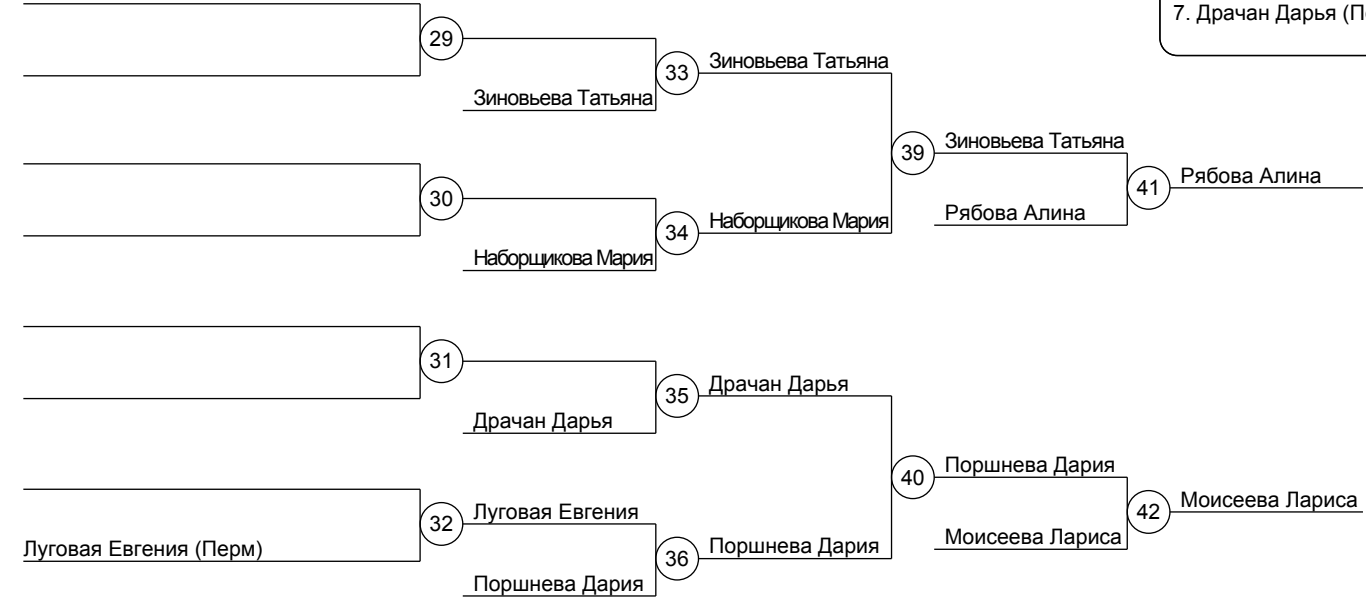 7. Драчан Дарья (П
29
Зиновьева Татьяна
33
Зиновьева Татьяна
39
Зиновьева Татьяна
41
Рябова Алина
30
Рябова Алина
34
Наборщикова Мария
Наборщикова Мария
31
35
Драчан Дарья
Драчан Дарья
40
Поршнева Дария
42
Моисеева Лариса
32
Луговая Евгения
Моисеева Лариса
Луговая Евгения (Перм)
36
Поршнева Дария
Поршнева Дария